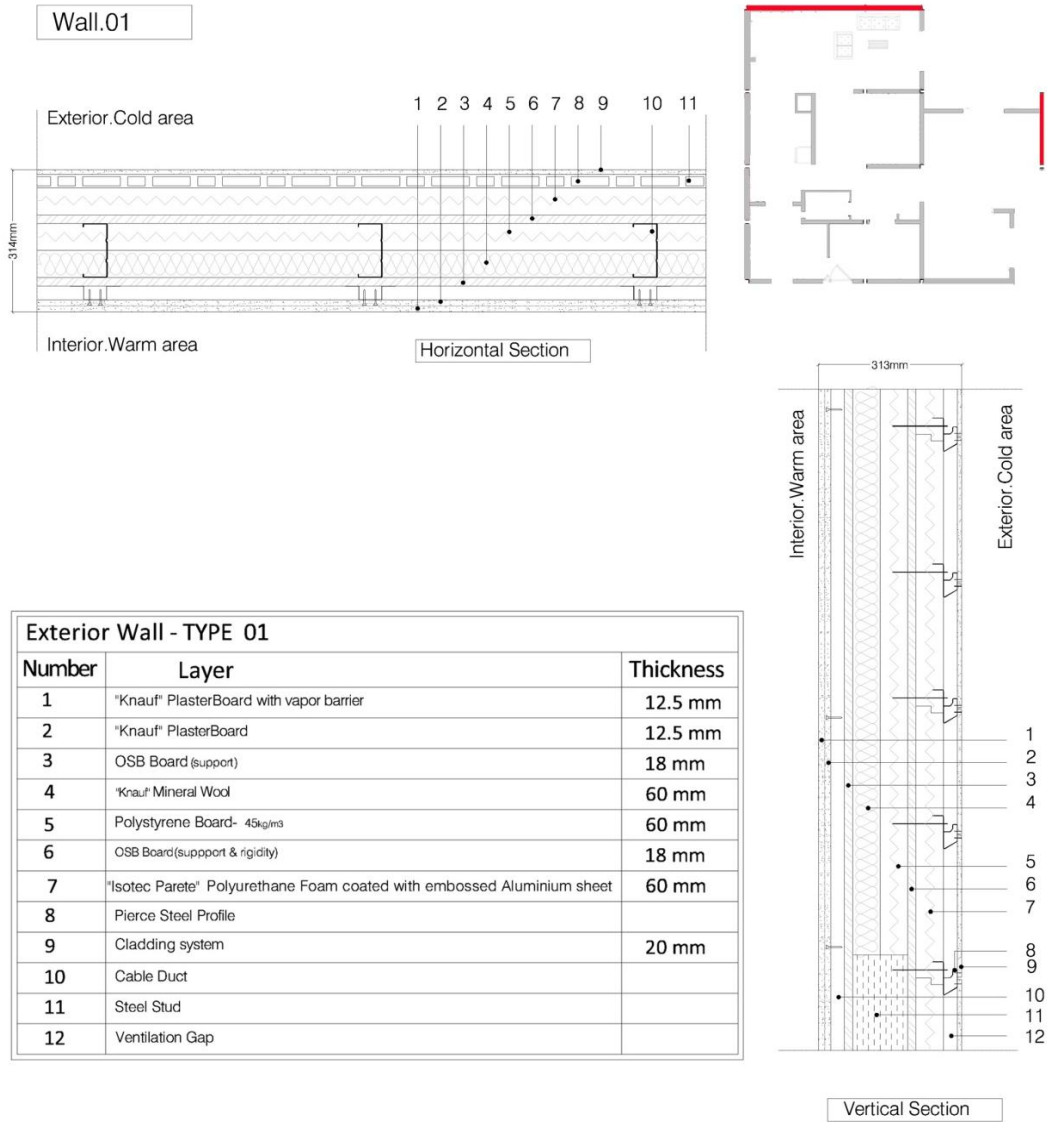 Wall.01
Exterior.Cold area
1 2 3 4 5 6 7 8 9 10 11
314mm
Interior.Warm area
Horizontal Section
313mm
Interior.Warm area
Exterior.Cold area
1
2
3
4
5
6
7
8
9
10
11
12
Vertical Section
Exterior Wall - TYPE 01
Number Layer Thickness
1 "Knauf" PlasterBoard with vapor barrier 12.5 mm
2 "Knauf" PlasterBoard 12.5 mm
3 OSB Board (support) 18 mm
4 "Knauf" Mineral Wool 60 mm
5 Polystyrene Board- 45kg/m3 60 mm
6 OSB Board(suppport & rigidity) 18 mm
7 "Isotec Parete" Polyurethane Foam coated with embossed Aluminium sheet 60 mm
8 Pierce Steel Profile
9 Cladding system 20 mm
10 Cable Duct
11 Steel Stud
12 Ventilation Gap